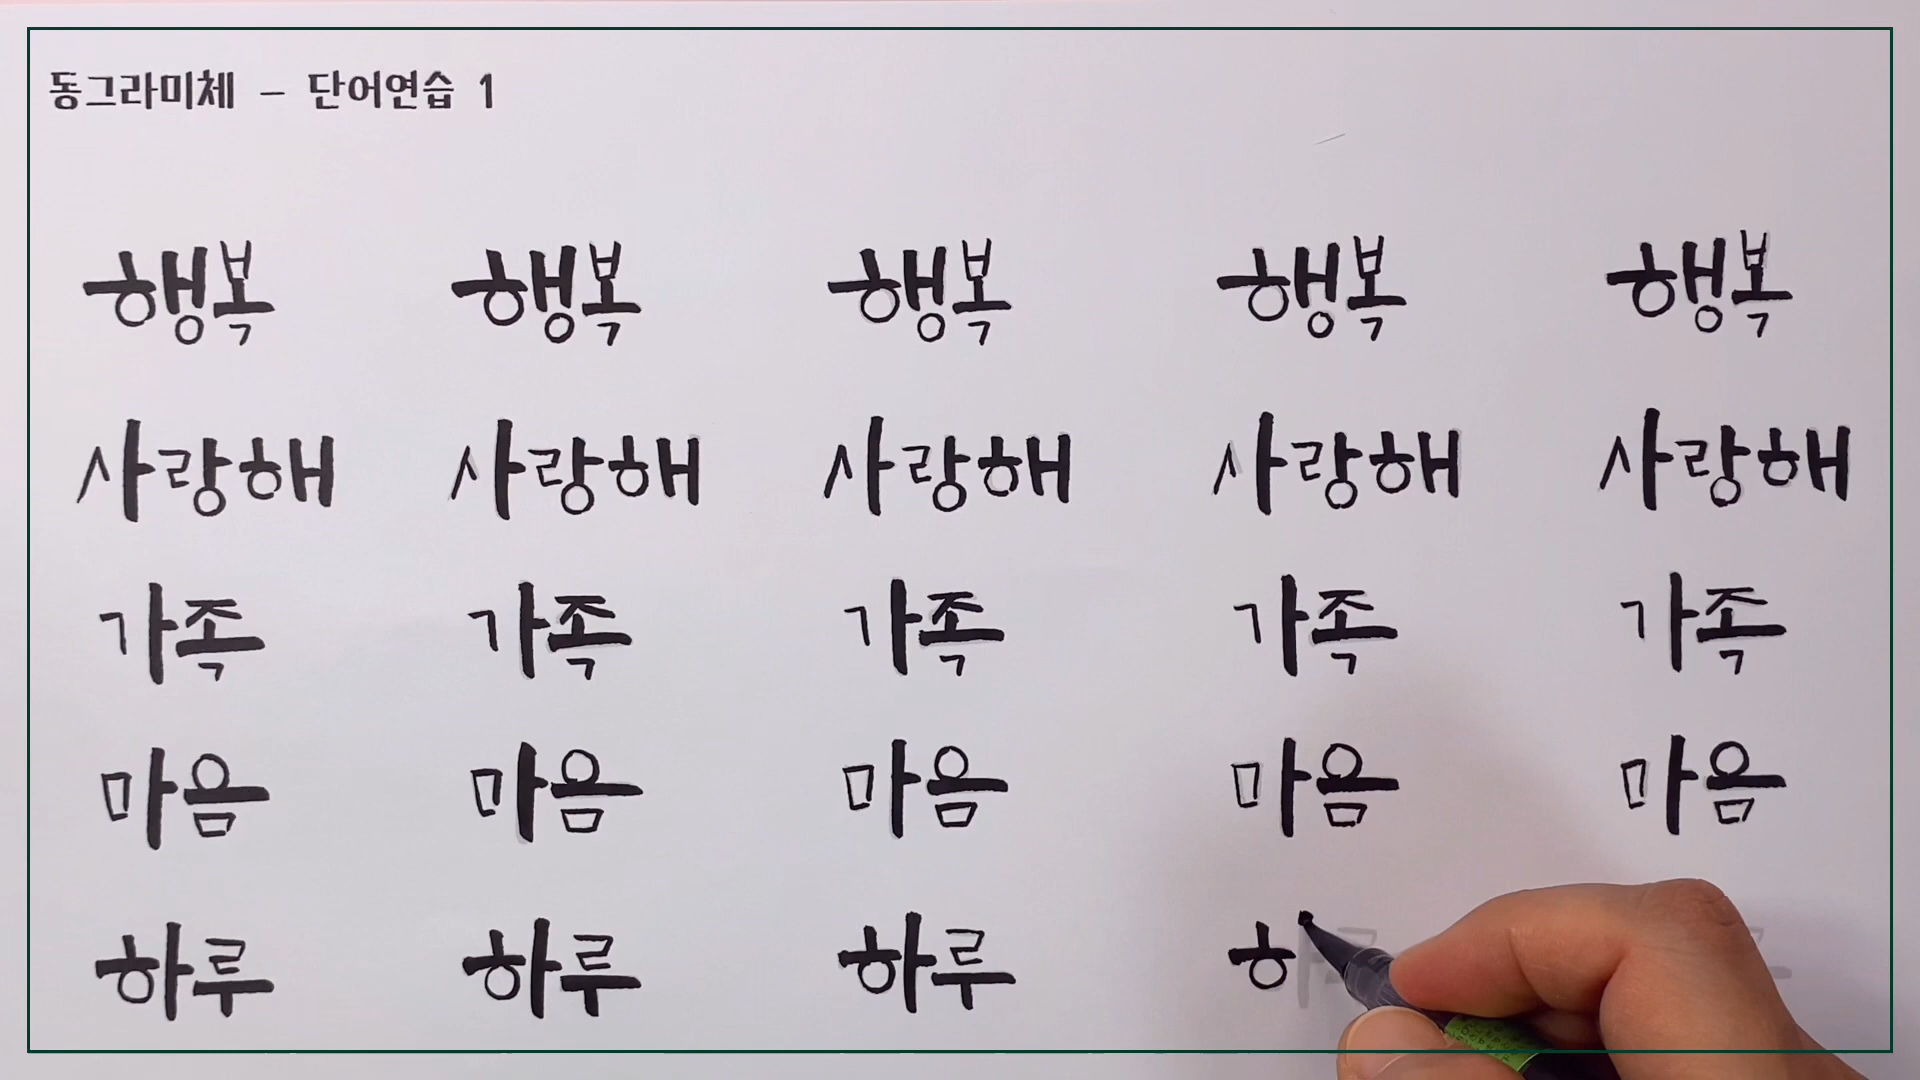 동그라미체 - 단어연습 1
행복 행복 행복 행복 행복
사랑해 사랑해 사랑해 사랑해 사랑해
가족 가족 가족 가족 가족
마음 마음 마음 마음 마음
하루 하루 하루 하루